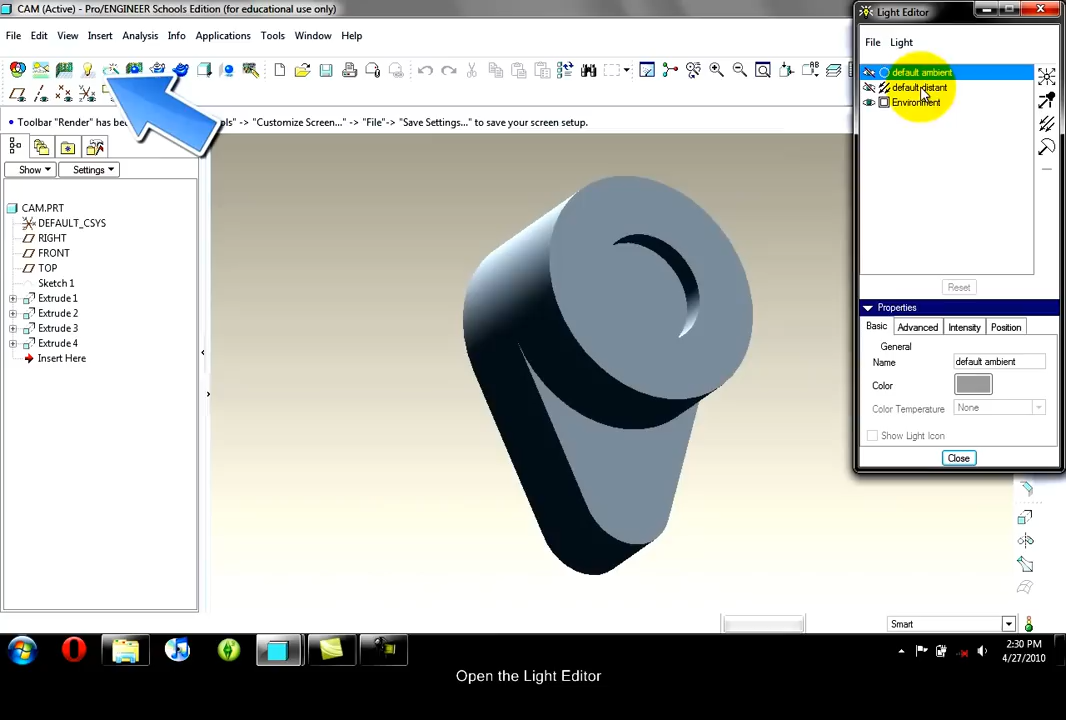 CAM (Active) - Pro/ENGINEER Schools Edition (for educational use only)
File Edit View Insert Analysis Info Applications Tools Window Help
• Toolbar "Render" has be
ols" -> "Customize Screen..." -> "File"-> "Save Settings..." to save your screen setup.
Show
Settings
CAM.PRT
DEFAULT_CSYS
RIGHT
FRONT
TOP
Sketch 1
Extrude 1
Extrude 2
Extrude 3
Extrude 4
Insert Here
Light Editor
File Light
default ambient
default distant
Environment
Reset
Properties
Basic Advanced Intensity Position
General
Name default ambient
Color
Color Temperature None
Show Light Icon
Close
Smart
2:30 PM
4/27/2010
Open the Light Editor